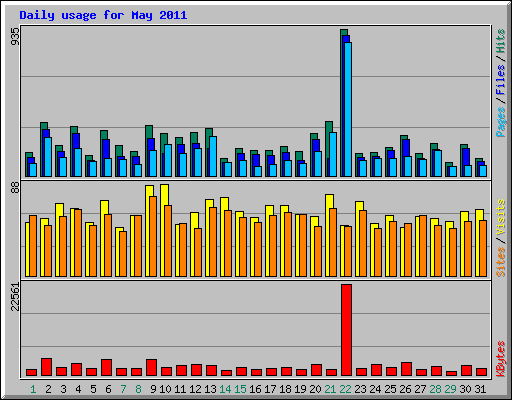 Daily usage for May 2011
935
Pages / Files / Hits
88
Sites / Visits
22561
KBytes
1 2 3 4 5 6 7 8 9 10 11 12 13 14 15 16 17 18 19 20 21 22 23 24 25 26 27 28 29 30 31